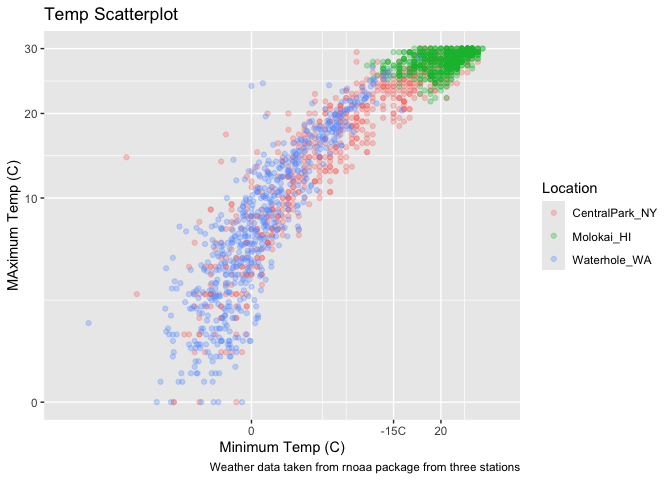 Temp Scatterplot
30
20
10
0
MAximum Temp (C)
0
-15C
20
Minimum Temp (C)
Weather data taken from rnoaa package from three stations
Location
CentralPark_NY
Molokai_HI
Waterhole_WA